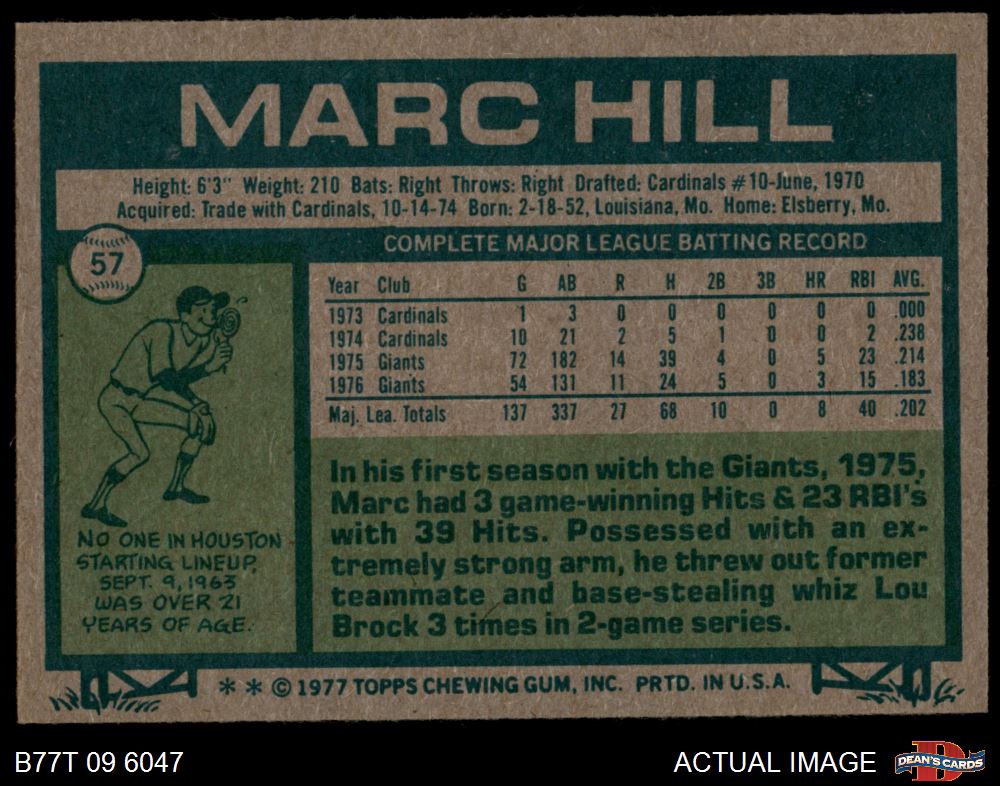 MARC HILL
Height: 6'3" Weight: 210 Bats: Right Throws: Right Drafted: Cardinals #10-June, 1970
Acquired: Trade with Cardinals, 10-14-74 Born: 2-18-52, Louisiana, Mo. Home: Elsberry, Mo.
57
COMPLETE MAJOR LEAGUE BATTING RECORD
Year Club G AB R H 2B 3B HR RBI AVG.
1973 Cardinals 1 3 0 0 0 0 0 0 .000
1974 Cardinals 10 21 2 5 1 0 0 2 .238
1975 Giants 72 182 14 39 4 0 5 23 .214
1976 Giants 54 131 11 24 5 0 3 15 .183
Maj. Lea. Totals 137 337 27 68 10 0 8 40 .202
NO ONE IN HOUSTON
STARTING LINEUP,
SEPT. 9, 1963
WAS OVER 21
YEARS OF AGE.
In his first season with the Giants, 1975,
Marc had 3 game-winning Hits & 23 RBI's
with 39 Hits. Possessed with an ex-
tremely strong arm, he threw out former
teammate and base-stealing whiz Lou
Brock 3 times in 2-game series.
* * © 1977 TOPPS CHEWING GUM, INC. PRTD. IN U.S.A.
B77T 09 6047
ACTUAL IMAGE
D
DEAN'S CARDS